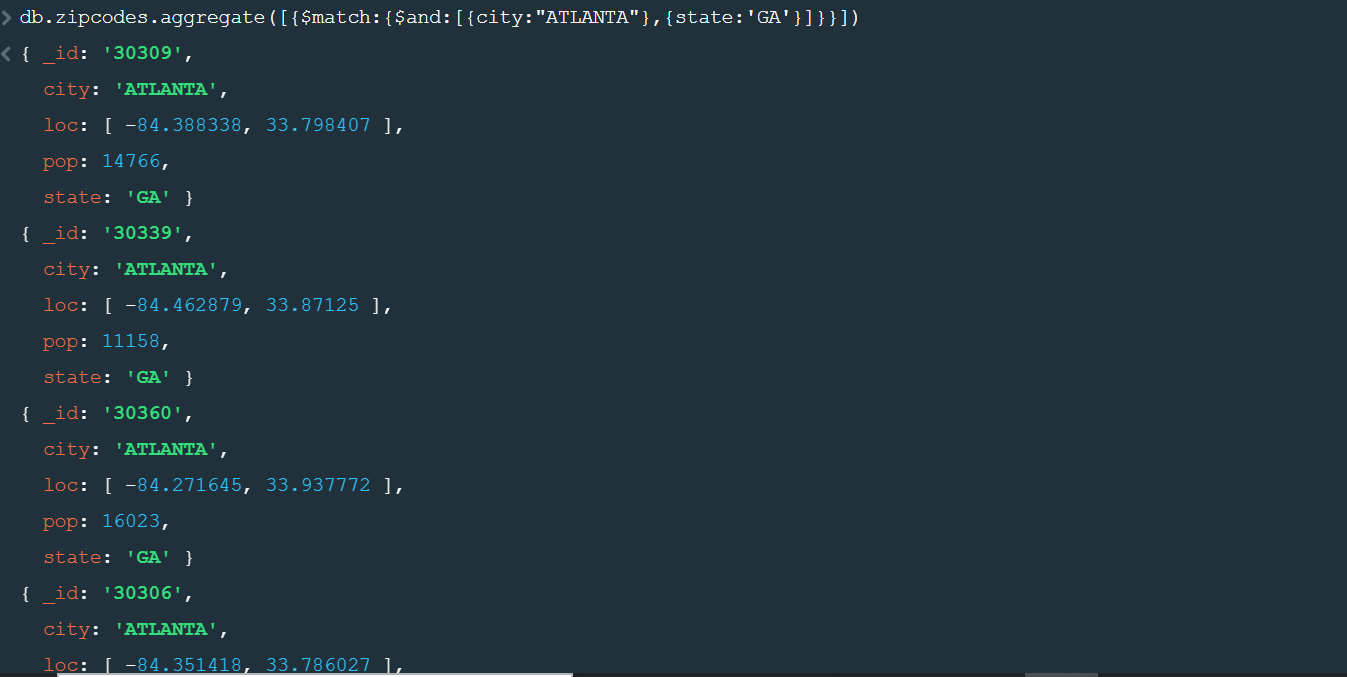 > db.zipcodes.aggregate([{$match:{$and:[{city:"ATLANTA"},{state:'GA'}]}}])
< { _id: '30309',
city: 'ATLANTA',
loc: [ -84.388338, 33.798407 ],
pop: 14766,
state: 'GA' }
{ _id: '30339',
city: 'ATLANTA',
loc: [ -84.462879, 33.87125 ],
pop: 11158,
state: 'GA' }
{ _id: '30360',
city: 'ATLANTA',
loc: [ -84.271645, 33.937772 ],
pop: 16023,
state: 'GA' }
{ _id: '30306',
city: 'ATLANTA',
loc: [ -84.351418, 33.786027 ],